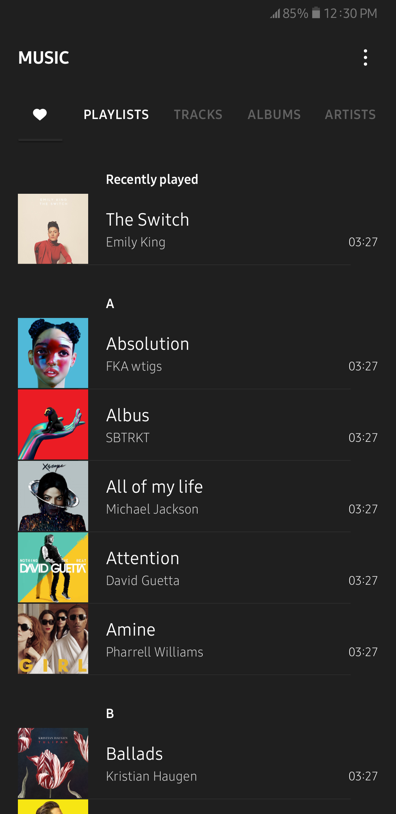 85% 12:30 PM
MUSIC
PLAYLISTS TRACKS ALBUMS ARTISTS
Recently played
The Switch
Emily King 03:27
A
Absolution
FKA wtigs 03:27
Albus
SBTRKT 03:27
Xscape
All of my life
Michael Jackson 03:27
Attention
DAVID GUETTA
David Guetta 03:27
Amine
Pharrell Williams 03:27
GIRL
B
Ballads
Kristian Haugen 03:27